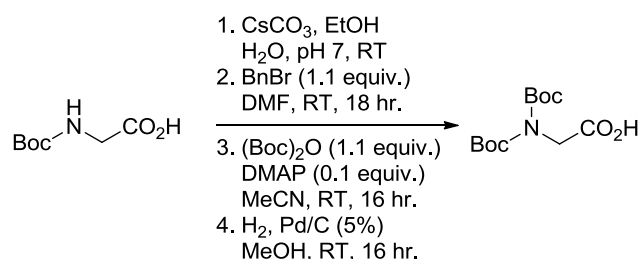 1. CsCO₃, EtOH
H₂O, pH 7, RT
2. BnBr (1.1 equiv.)
DMF, RT, 18 hr.
3. (Boc)₂O (1.1 equiv.)
DMAP (0.1 equiv.)
MeCN, RT, 16 hr.
4. H₂, Pd/C (5%)
MeOH, RT, 16 hr.
H
Boc N CO₂H
Boc
Boc N CO₂H